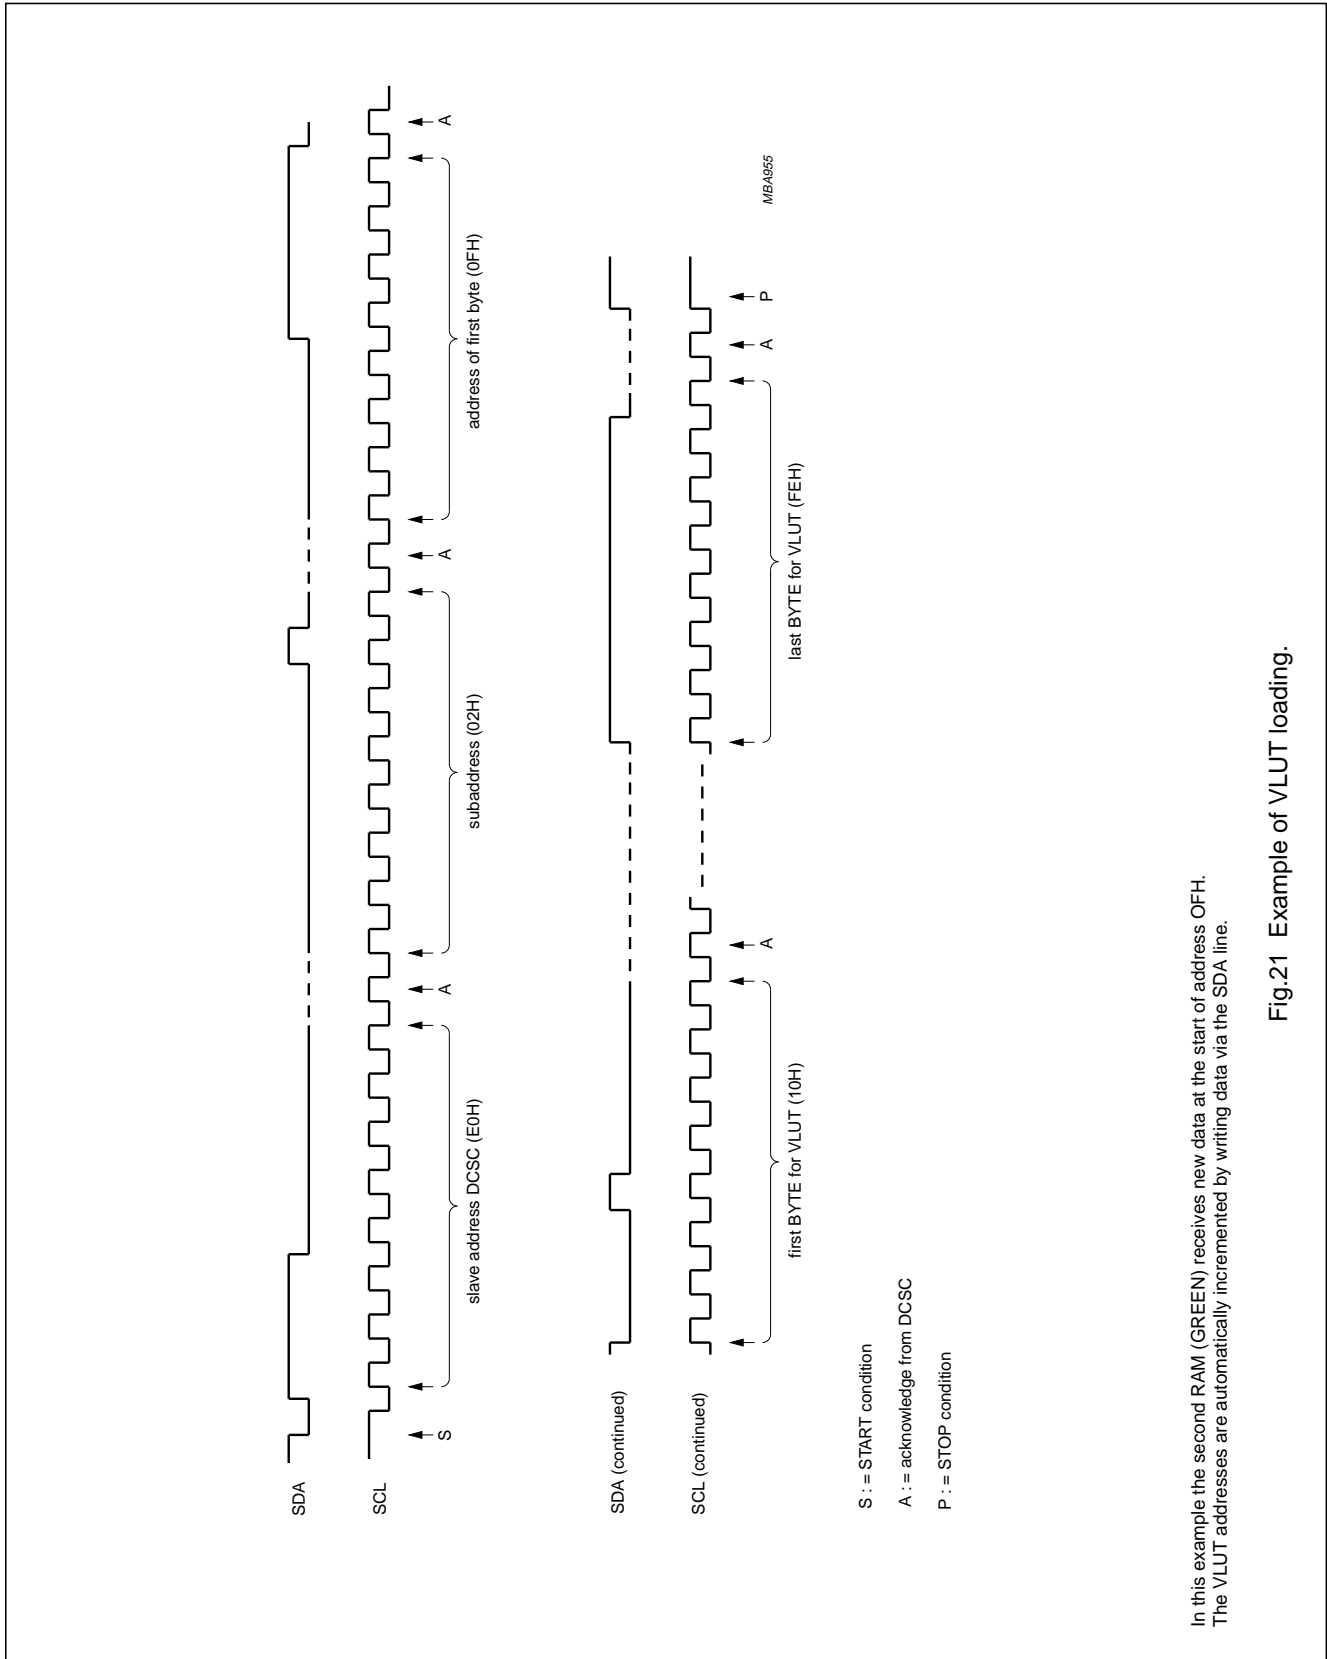 SDA
SCL
S
slave address DCSC (E0H)
A
subaddress (02H)
A
address of first byte (0FH)
A
SDA (continued)
SCL (continued)
first BYTE for VLUT (10H)
A
last BYTE for VLUT (FEH)
A
P
MBA955
S : = START condition
A : = acknowledge from DCSC
P : = STOP condition
In this example the second RAM (GREEN) receives new data at the start of address OFH.
The VLUT addresses are automatically incremented by writing data via the SDA line.
Fig.21 Example of VLUT loading.